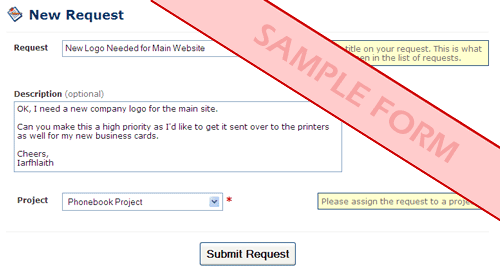 New Request
Request New Logo Needed for Main Website
title on your request. This is what
en in the list of requests.
SAMPLE FORM
Description (optional)
OK, I need a new company logo for the main site.
Can you make this a high priority as I'd like to get it sent over to the printers
as well for my new business cards.
Cheers,
Iarfhlaith
Project Phonebook Project *
Please assign the request to a proje
Submit Request